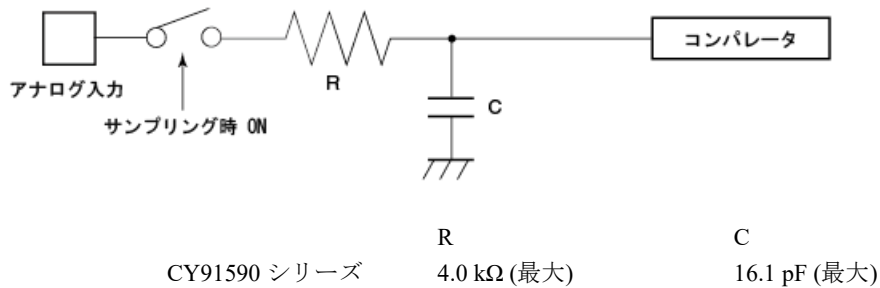 コンパレータ
アナログ入力
R
C
サンプリング時 ON
R C
CY91590 シリーズ 4.0 kΩ (最大) 16.1 pF (最大)